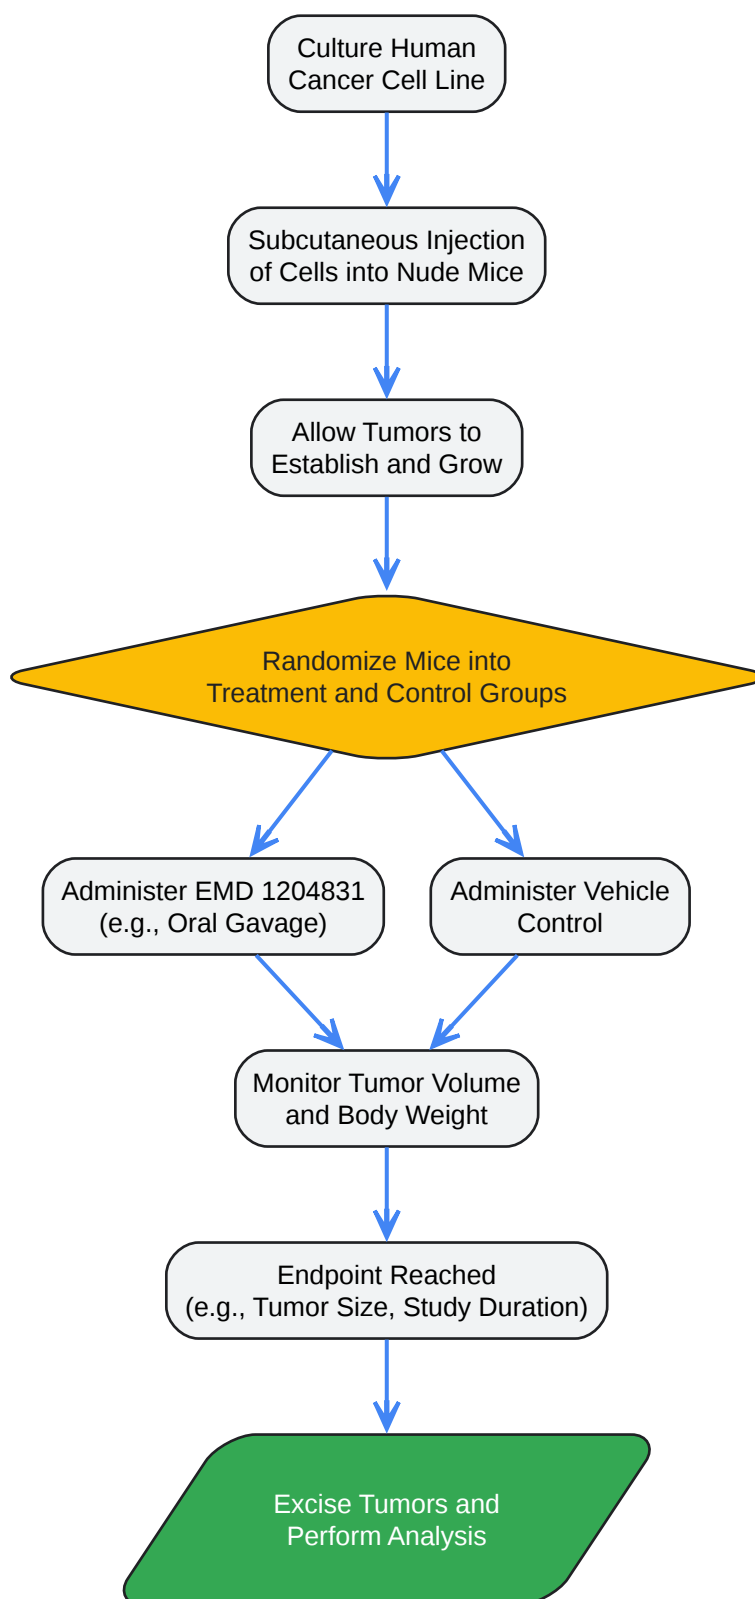 Culture Human
Cancer Cell Line
Subcutaneous Injection
of Cells into Nude Mice
Allow Tumors to
Establish and Grow
Randomize Mice into
Treatment and Control Groups
Administer EMD 1204831
(e.g., Oral Gavage)
Administer Vehicle
Control
Monitor Tumor Volume
and Body Weight
Endpoint Reached
(e.g., Tumor Size, Study Duration)
Excise Tumors and
Perform Analysis